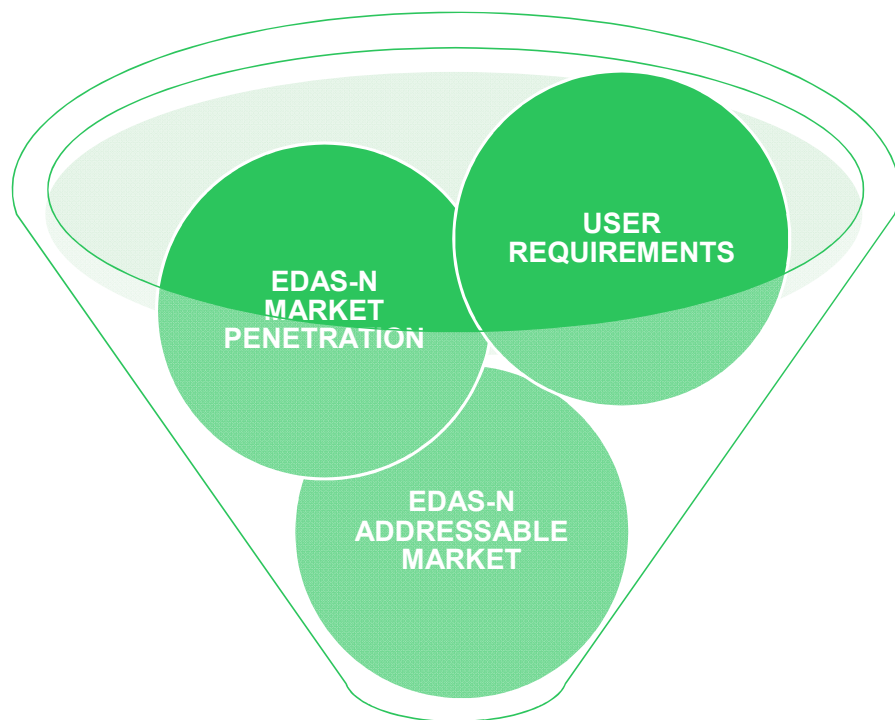 USER
REQUIREMENTS
EDAS-N
MARKET
PENETRATION
EDAS-N
ADDRESSABLE
MARKET